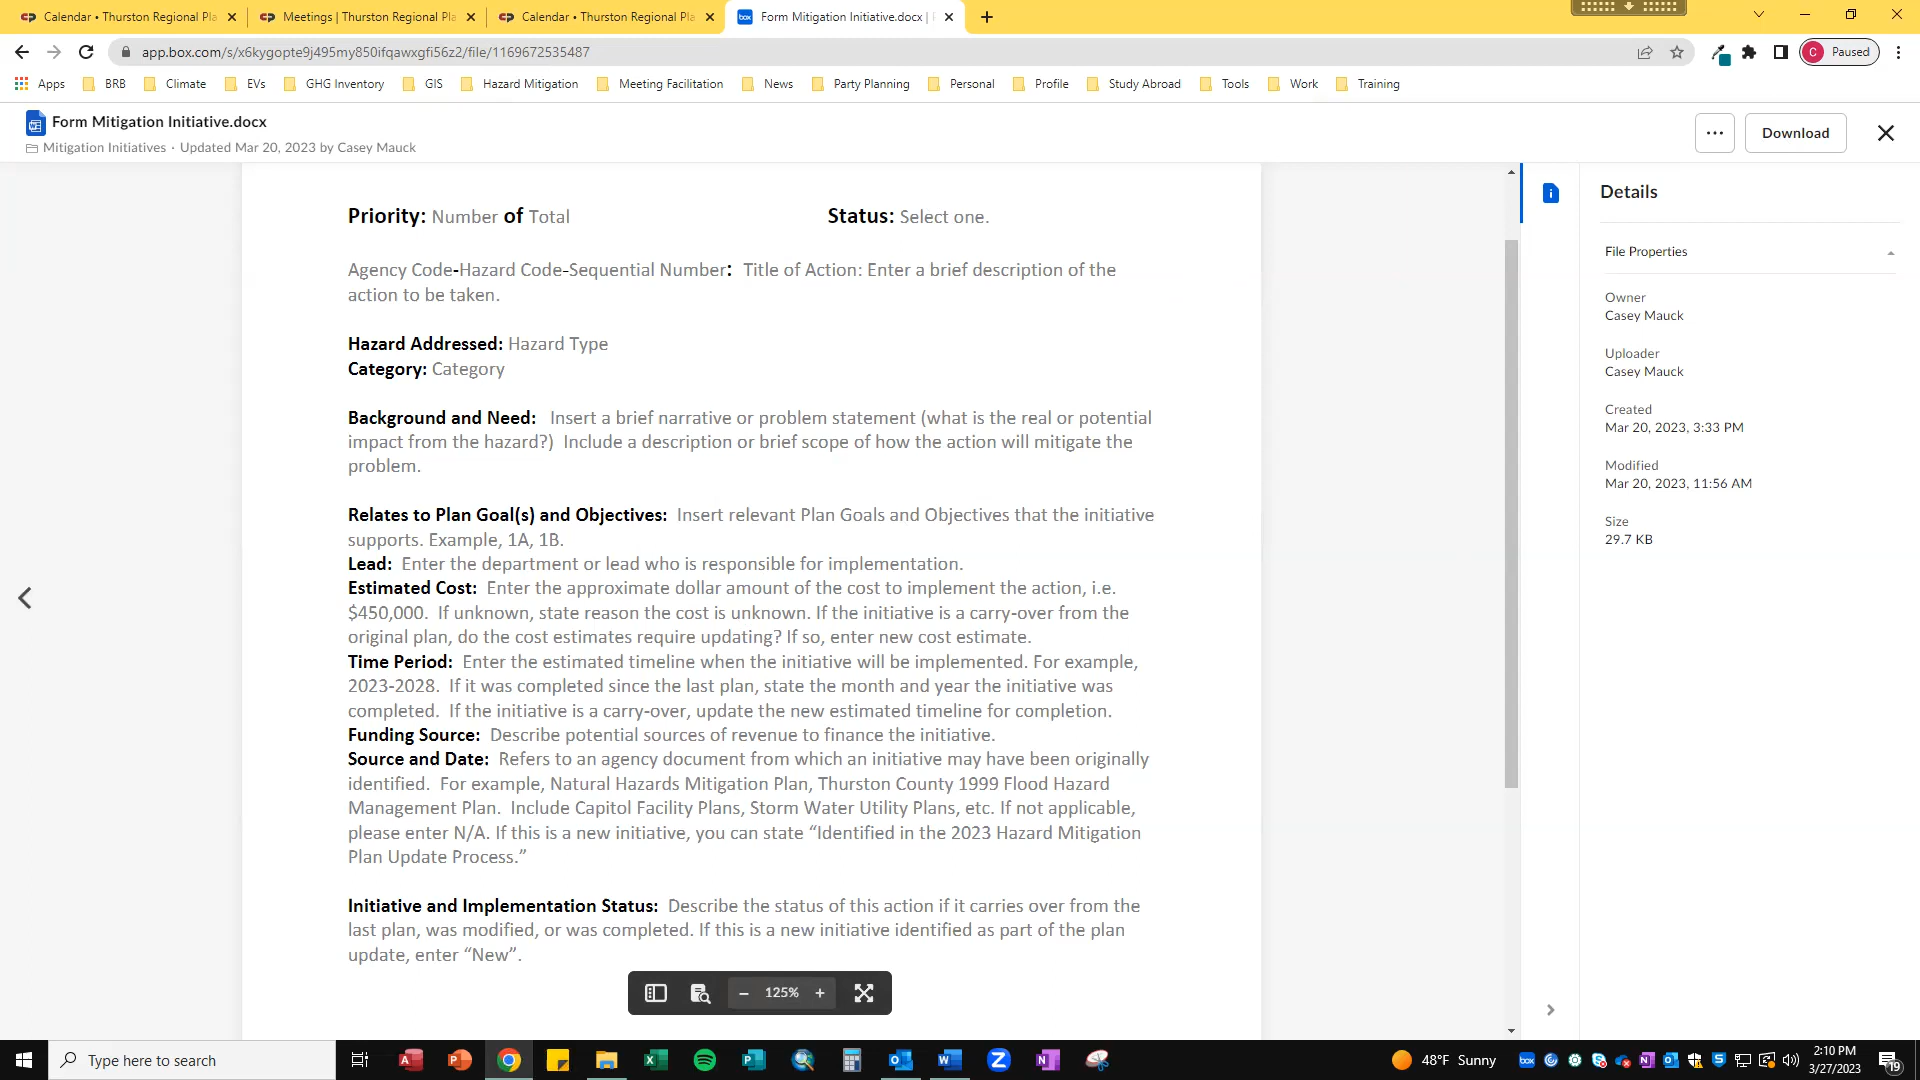 Calendar • Thurston Regional Pla
Meetings | Thurston Regional Pla
Calendar • Thurston Regional Pla
Form Mitigation Initiative.docx |
app.box.com/s/x6kygopte9j495my850ifqawxgfi56z2/file/1169672535487
C Paused
Apps BRB Climate EVs GHG Inventory GIS Hazard Mitigation Meeting Facilitation News Party Planning Personal Profile Study Abroad Tools Work Training
Form Mitigation Initiative.docx
Mitigation Initiatives · Updated Mar 20, 2023 by Casey Mauck
Download
Priority: Number of Total Status: Select one.
Agency Code-Hazard Code-Sequential Number: Title of Action: Enter a brief description of the
action to be taken.
Hazard Addressed: Hazard Type
Category: Category
Background and Need: Insert a brief narrative or problem statement (what is the real or potential
impact from the hazard?) Include a description or brief scope of how the action will mitigate the
problem.
Relates to Plan Goal(s) and Objectives: Insert relevant Plan Goals and Objectives that the initiative
supports. Example, 1A, 1B.
Lead: Enter the department or lead who is responsible for implementation.
Estimated Cost: Enter the approximate dollar amount of the cost to implement the action, i.e.
$450,000. If unknown, state reason the cost is unknown. If the initiative is a carry-over from the
original plan, do the cost estimates require updating? If so, enter new cost estimate.
Time Period: Enter the estimated timeline when the initiative will be implemented. For example,
2023-2028. If it was completed since the last plan, state the month and year the initiative was
completed. If the initiative is a carry-over, update the new estimated timeline for completion.
Funding Source: Describe potential sources of revenue to finance the initiative.
Source and Date: Refers to an agency document from which an initiative may have been originally
identified. For example, Natural Hazards Mitigation Plan, Thurston County 1999 Flood Hazard
Management Plan. Include Capitol Facility Plans, Storm Water Utility Plans, etc. If not applicable,
please enter N/A. If this is a new initiative, you can state “Identified in the 2023 Hazard Mitigation
Plan Update Process.”
Initiative and Implementation Status: Describe the status of this action if it carries over from the
last plan, was modified, or was completed. If this is a new initiative identified as part of the plan
update, enter “New”.
125%
Details
File Properties
Owner
Casey Mauck
Uploader
Casey Mauck
Created
Mar 20, 2023, 3:33 PM
Modified
Mar 20, 2023, 11:56 AM
Size
29.7 KB
Type here to search
48°F Sunny
2:10 PM
3/27/2023
19